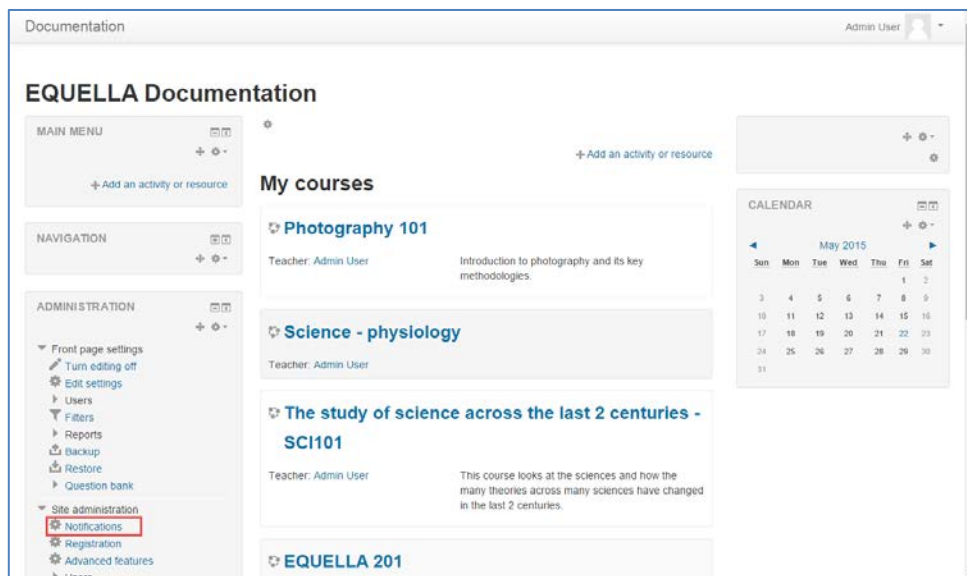 Documentation
Admin User
EQUELLA Documentation
MAIN MENU
Add an activity or resource
NAVIGATION
ADMINISTRATION
Front page settings
Turn editing off
Edit settings
Users
Filters
Reports
Backup
Restore
Question bank
Site administration
Notifications
Registration
Advanced features
Users
Add an activity or resource
My courses
Photography 101
Teacher: Admin User
Introduction to photography and its key
methodologies.
Science - physiology
Teacher: Admin User
The study of science across the last 2 centuries -
SCI101
Teacher: Admin User
This course looks at the sciences and how the
many theories across many sciences have changed
in the last 2 centuries.
EQUELLA 201
CALENDAR
May 2015
Sun Mon Tue Wed Thu Fri Sat
1 2
3 4 5 6 7 8 9
10 11 12 13 14 15 16
17 18 19 20 21 22 23
24 25 26 27 28 29 30
31